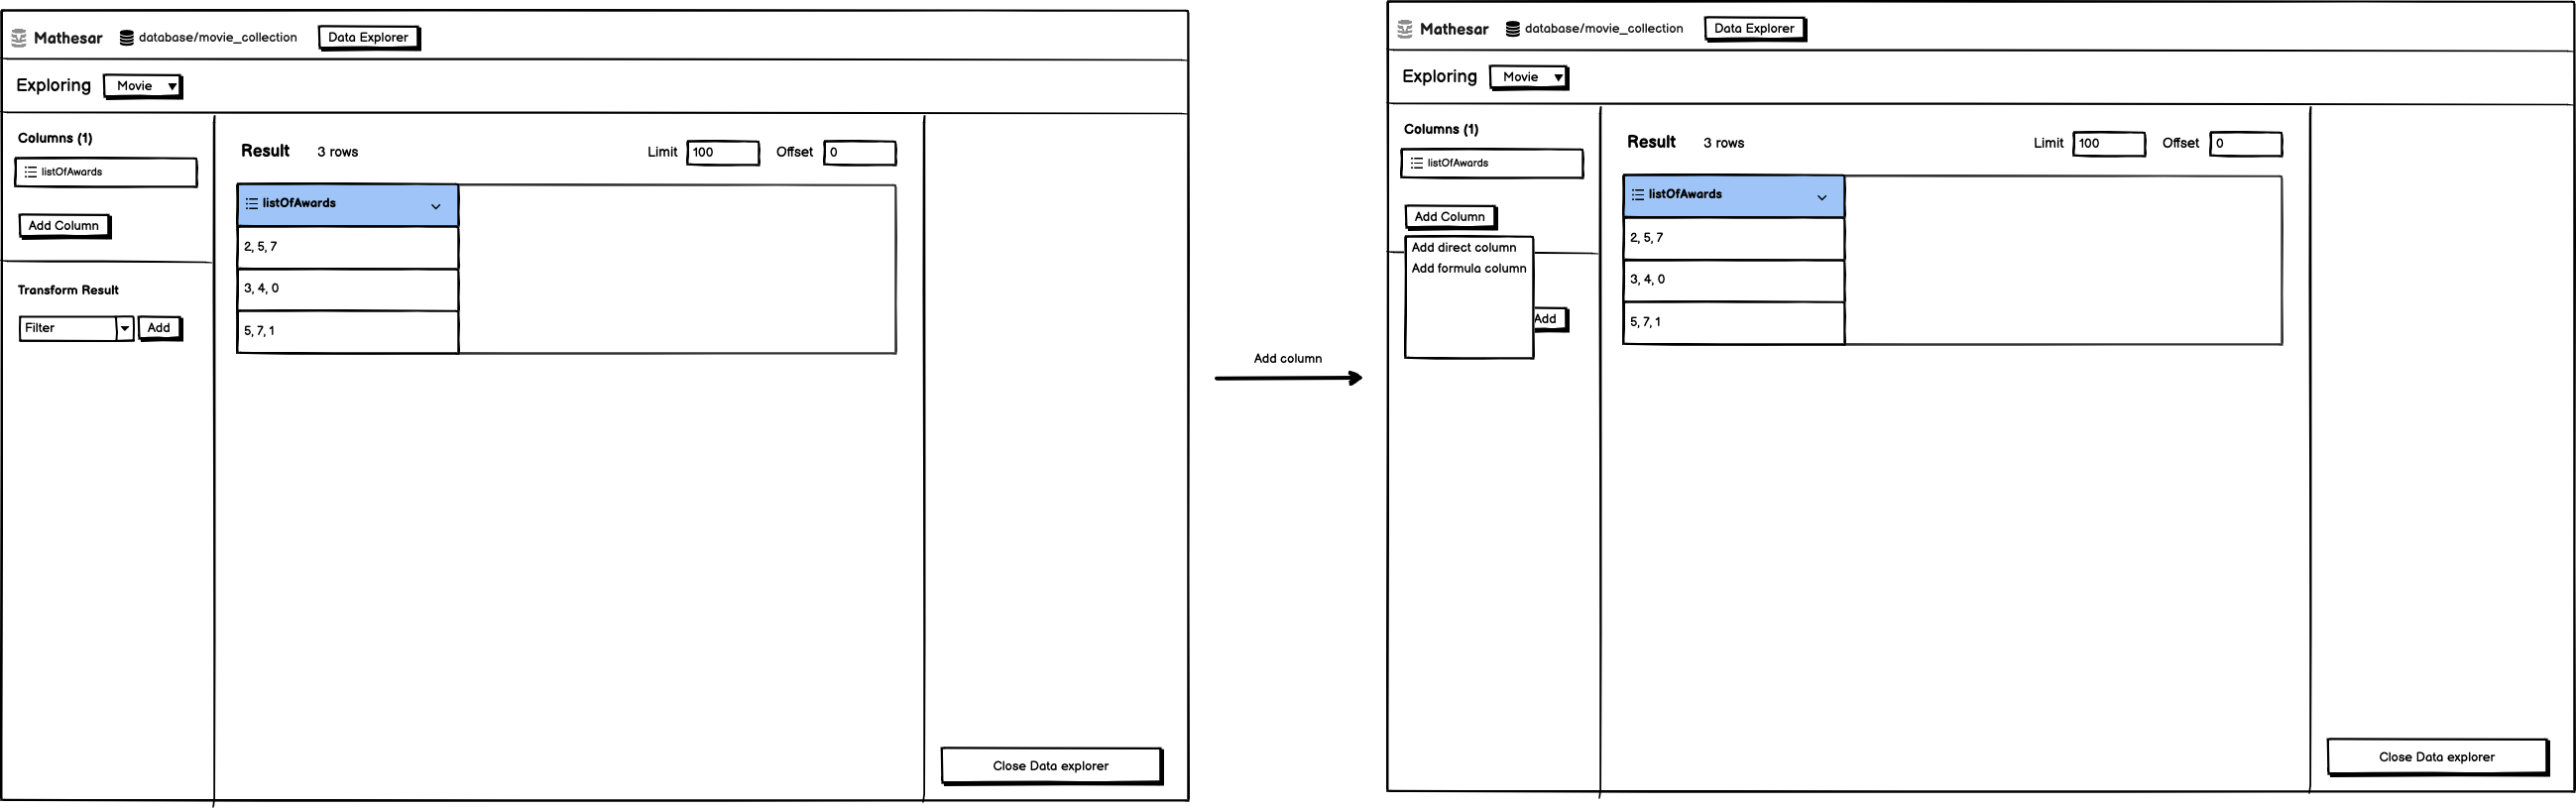 Mathesar database/movie_collection Data Explorer
Exploring Movie
Columns (1)
listOfAwards
Add Column
Transform Result
Filter Add
Result 3 rows Limit 100 Offset 0
listOfAwards
2, 5, 7
3, 4, 0
5, 7, 1
Close Data explorer
Add column
Mathesar database/movie_collection Data Explorer
Exploring Movie
Columns (1)
listOfAwards
Add Column
Add direct column
Add formula column
Add
Result 3 rows Limit 100 Offset 0
listOfAwards
2, 5, 7
3, 4, 0
5, 7, 1
Close Data explorer